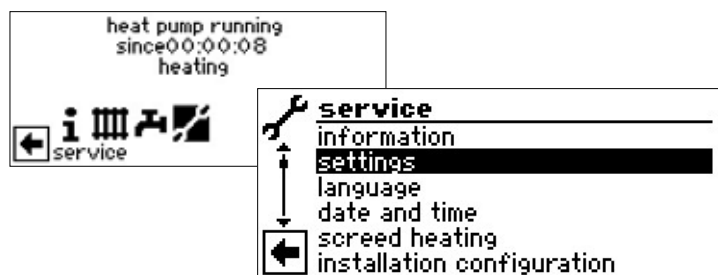 heat pump running
since00:00:08
heating
service
service
information
settings
language
date and time
screed heating
installation configuration